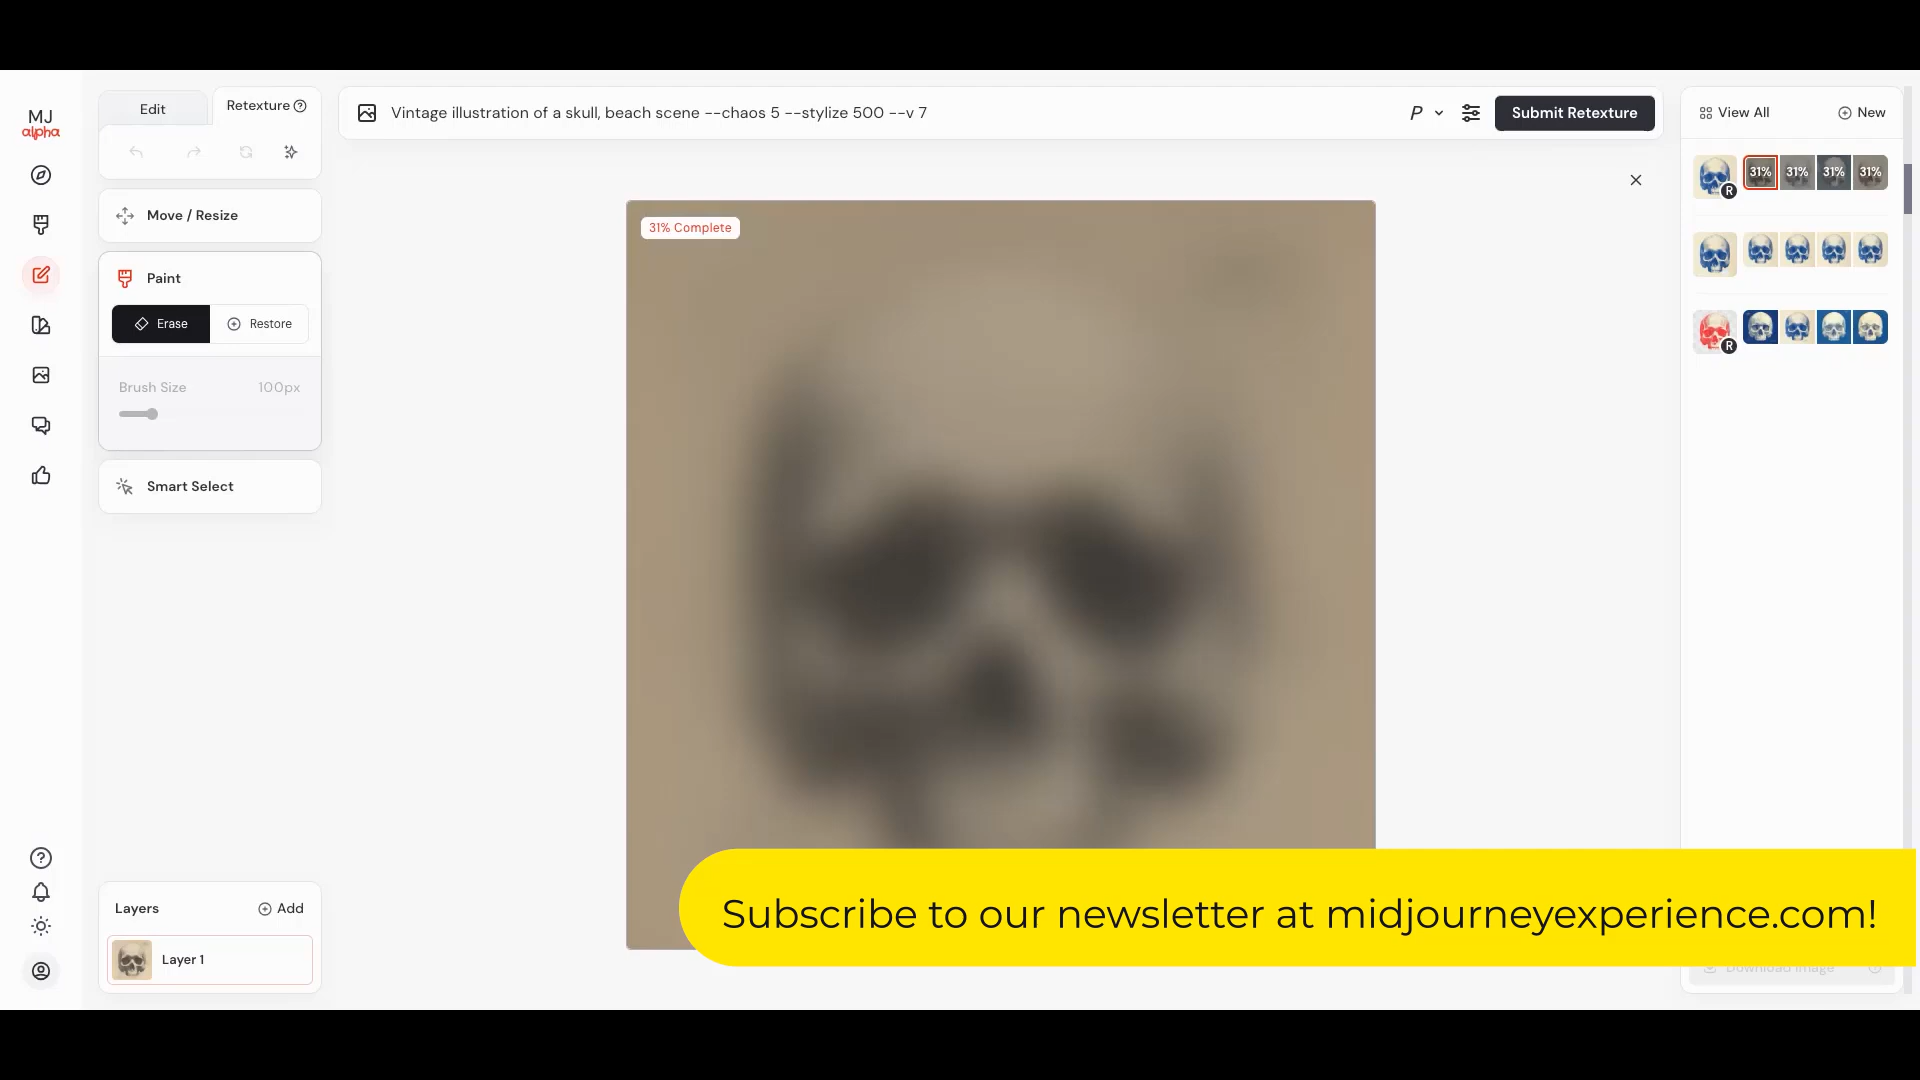 MJ
alpha
Edit
Retexture
Move / Resize
Paint
Erase
Restore
Brush Size
100px
Smart Select
Layers
Add
Layer 1
Vintage illustration of a skull, beach scene --chaos 5 --stylize 500 --v 7
P
Submit Retexture
31% Complete
View All
New
R
31%
31%
31%
31%
R
Subscribe to our newsletter at midjourneyexperience.com!
Download Image